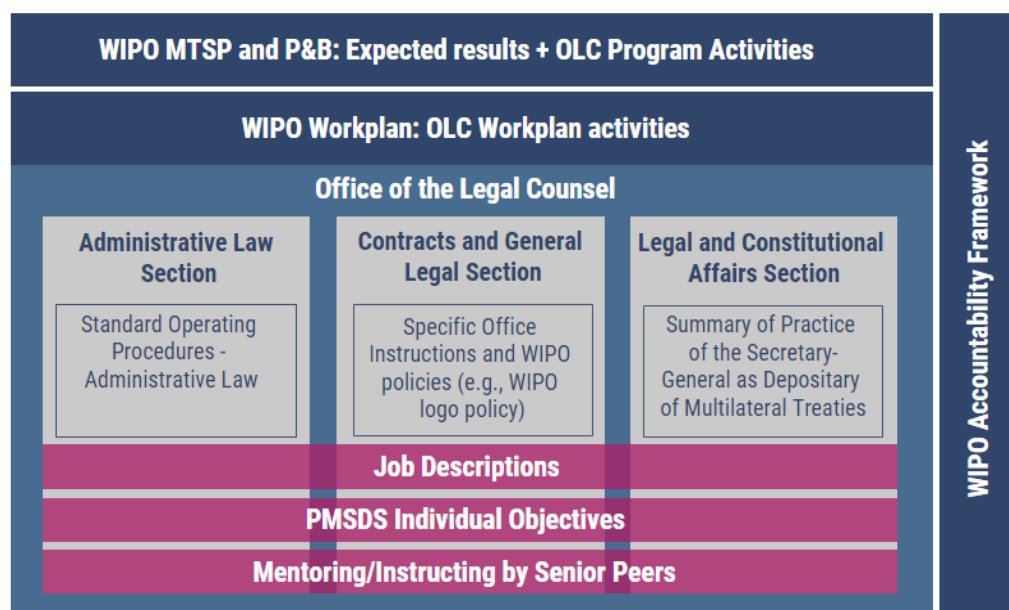 WIPO MTSP and P&B: Expected results + OLC Program Activities
WIPO Workplan: OLC Workplan activities
Office of the Legal Counsel
Administrative Law
Section
Standard Operating
Procedures -
Administrative Law
Contracts and General
Legal Section
Specific Office
Instructions and WIPO
policies (e.g., WIPO
logo policy)
Legal and Constitutional
Affairs Section
Summary of Practice
of the Secretary-
General as Depositary
of Multilateral Treaties
Job Descriptions
PMSDS Individual Objectives
Mentoring/Instructing by Senior Peers
WIPO Accountability Framework